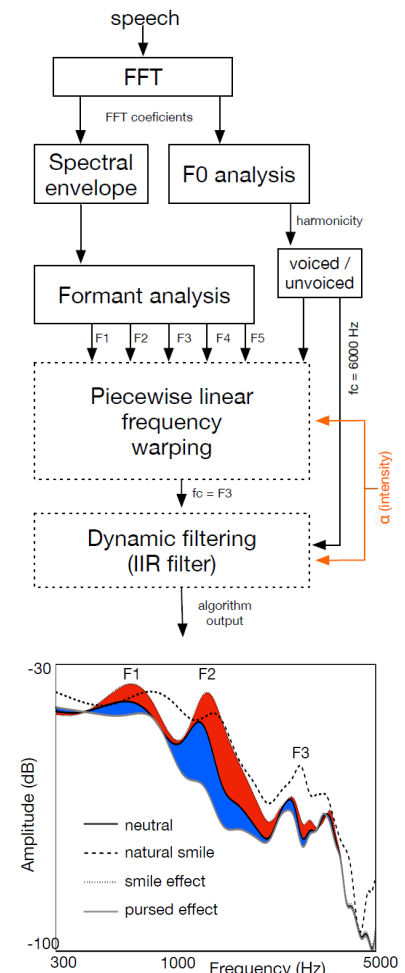 speech
FFT
FFT coeficients
Spectral
envelope
F0 analysis
harmonicity
voiced /
unvoiced
Formant analysis
F1 F2 F3 F4 F5
fc = 6000 Hz
Piecewise linear
frequency
warping
α (intensity)
fc = F3
Dynamic filtering
(IIR filter)
algorithm
output
-30
F1 F2
F3
Amplitude (dB)
neutral
natural smile
smile effect
pursed effect
-100
300 1000 Frequency (Hz) 5000